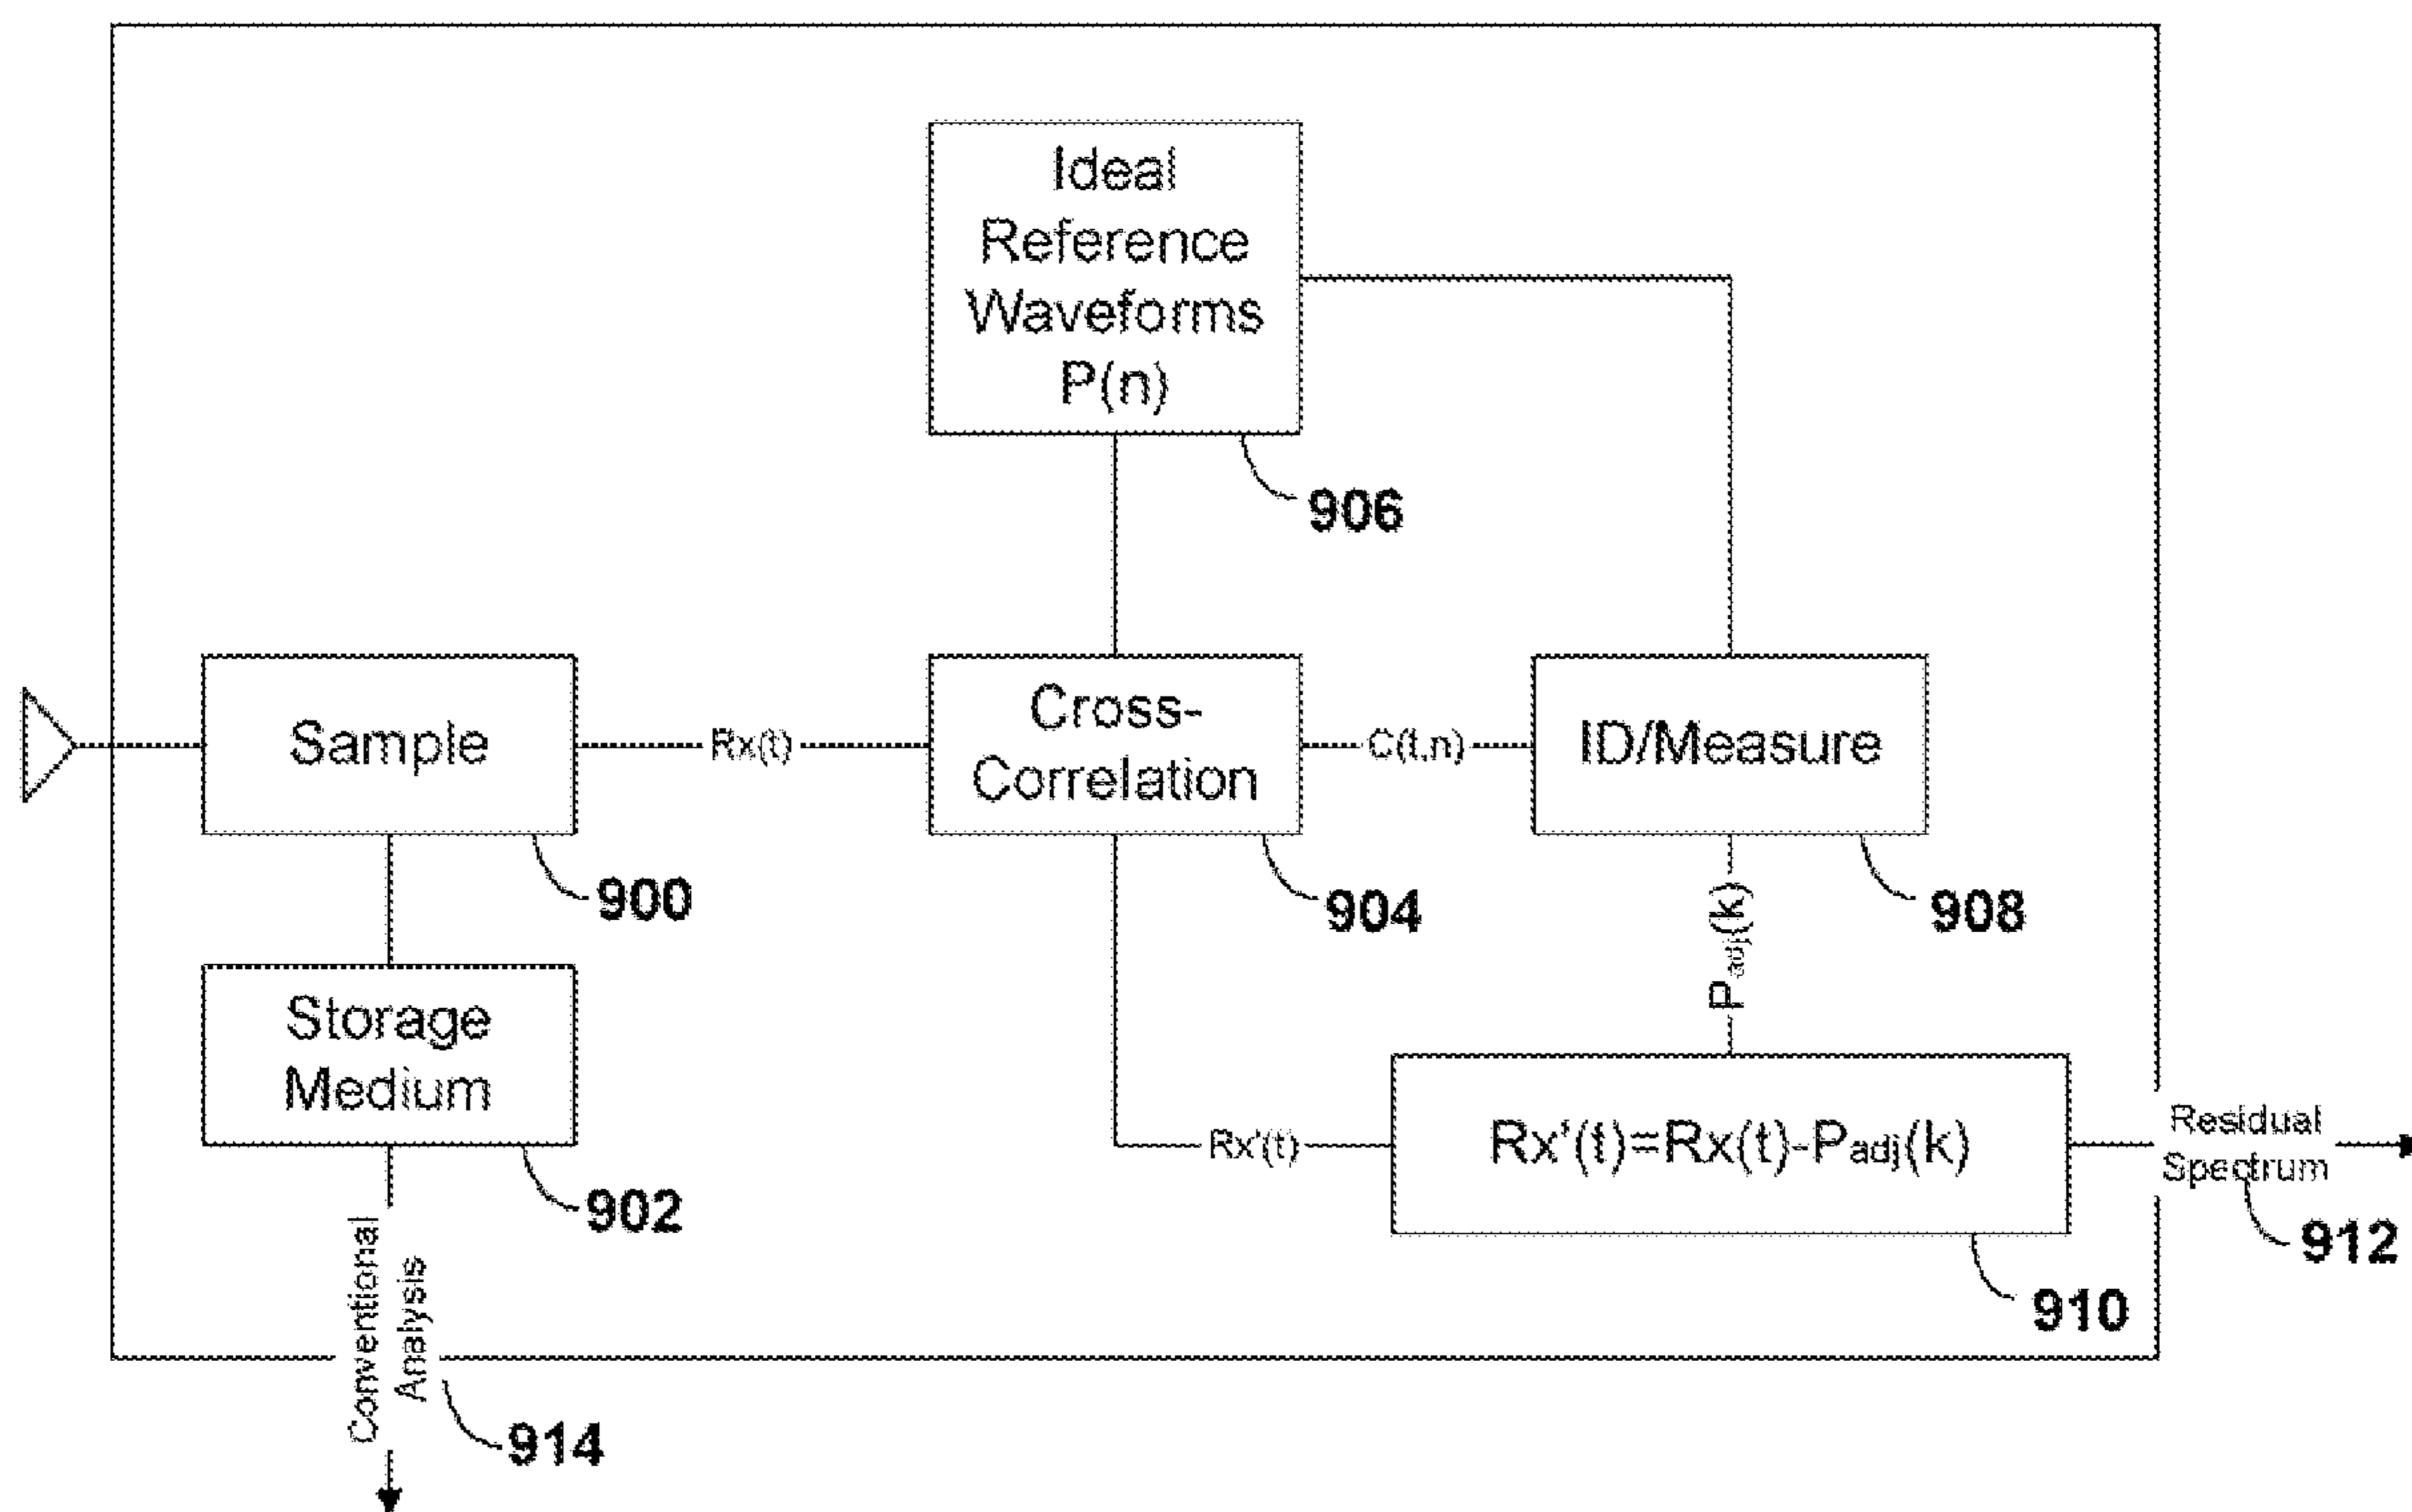 Ideal
Reference
Waveforms
P(n)
906
Sample
900
Rx(t)
Cross-
Correlation
904
C(t,n)
ID/Measure
908
Padj(k)
Storage
Medium
902
Rx'(t)
Rx'(t)=Rx(t)-Padj(k)
910
Residual
Spectrum
912
Conventional
Analysis
914